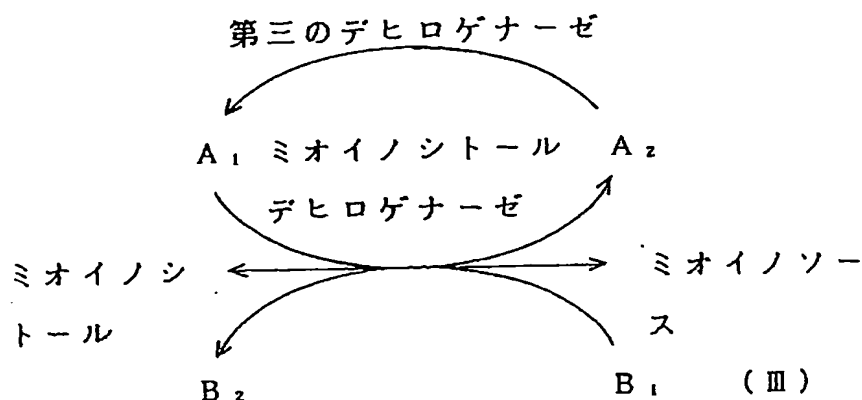 第三のデヒロゲナーゼ
A₁ ミオイノシトール A₂
デヒロゲナーゼ
ミオイノシ
トール
ミオイノソー
ス
B₂
B₁ (Ⅲ)